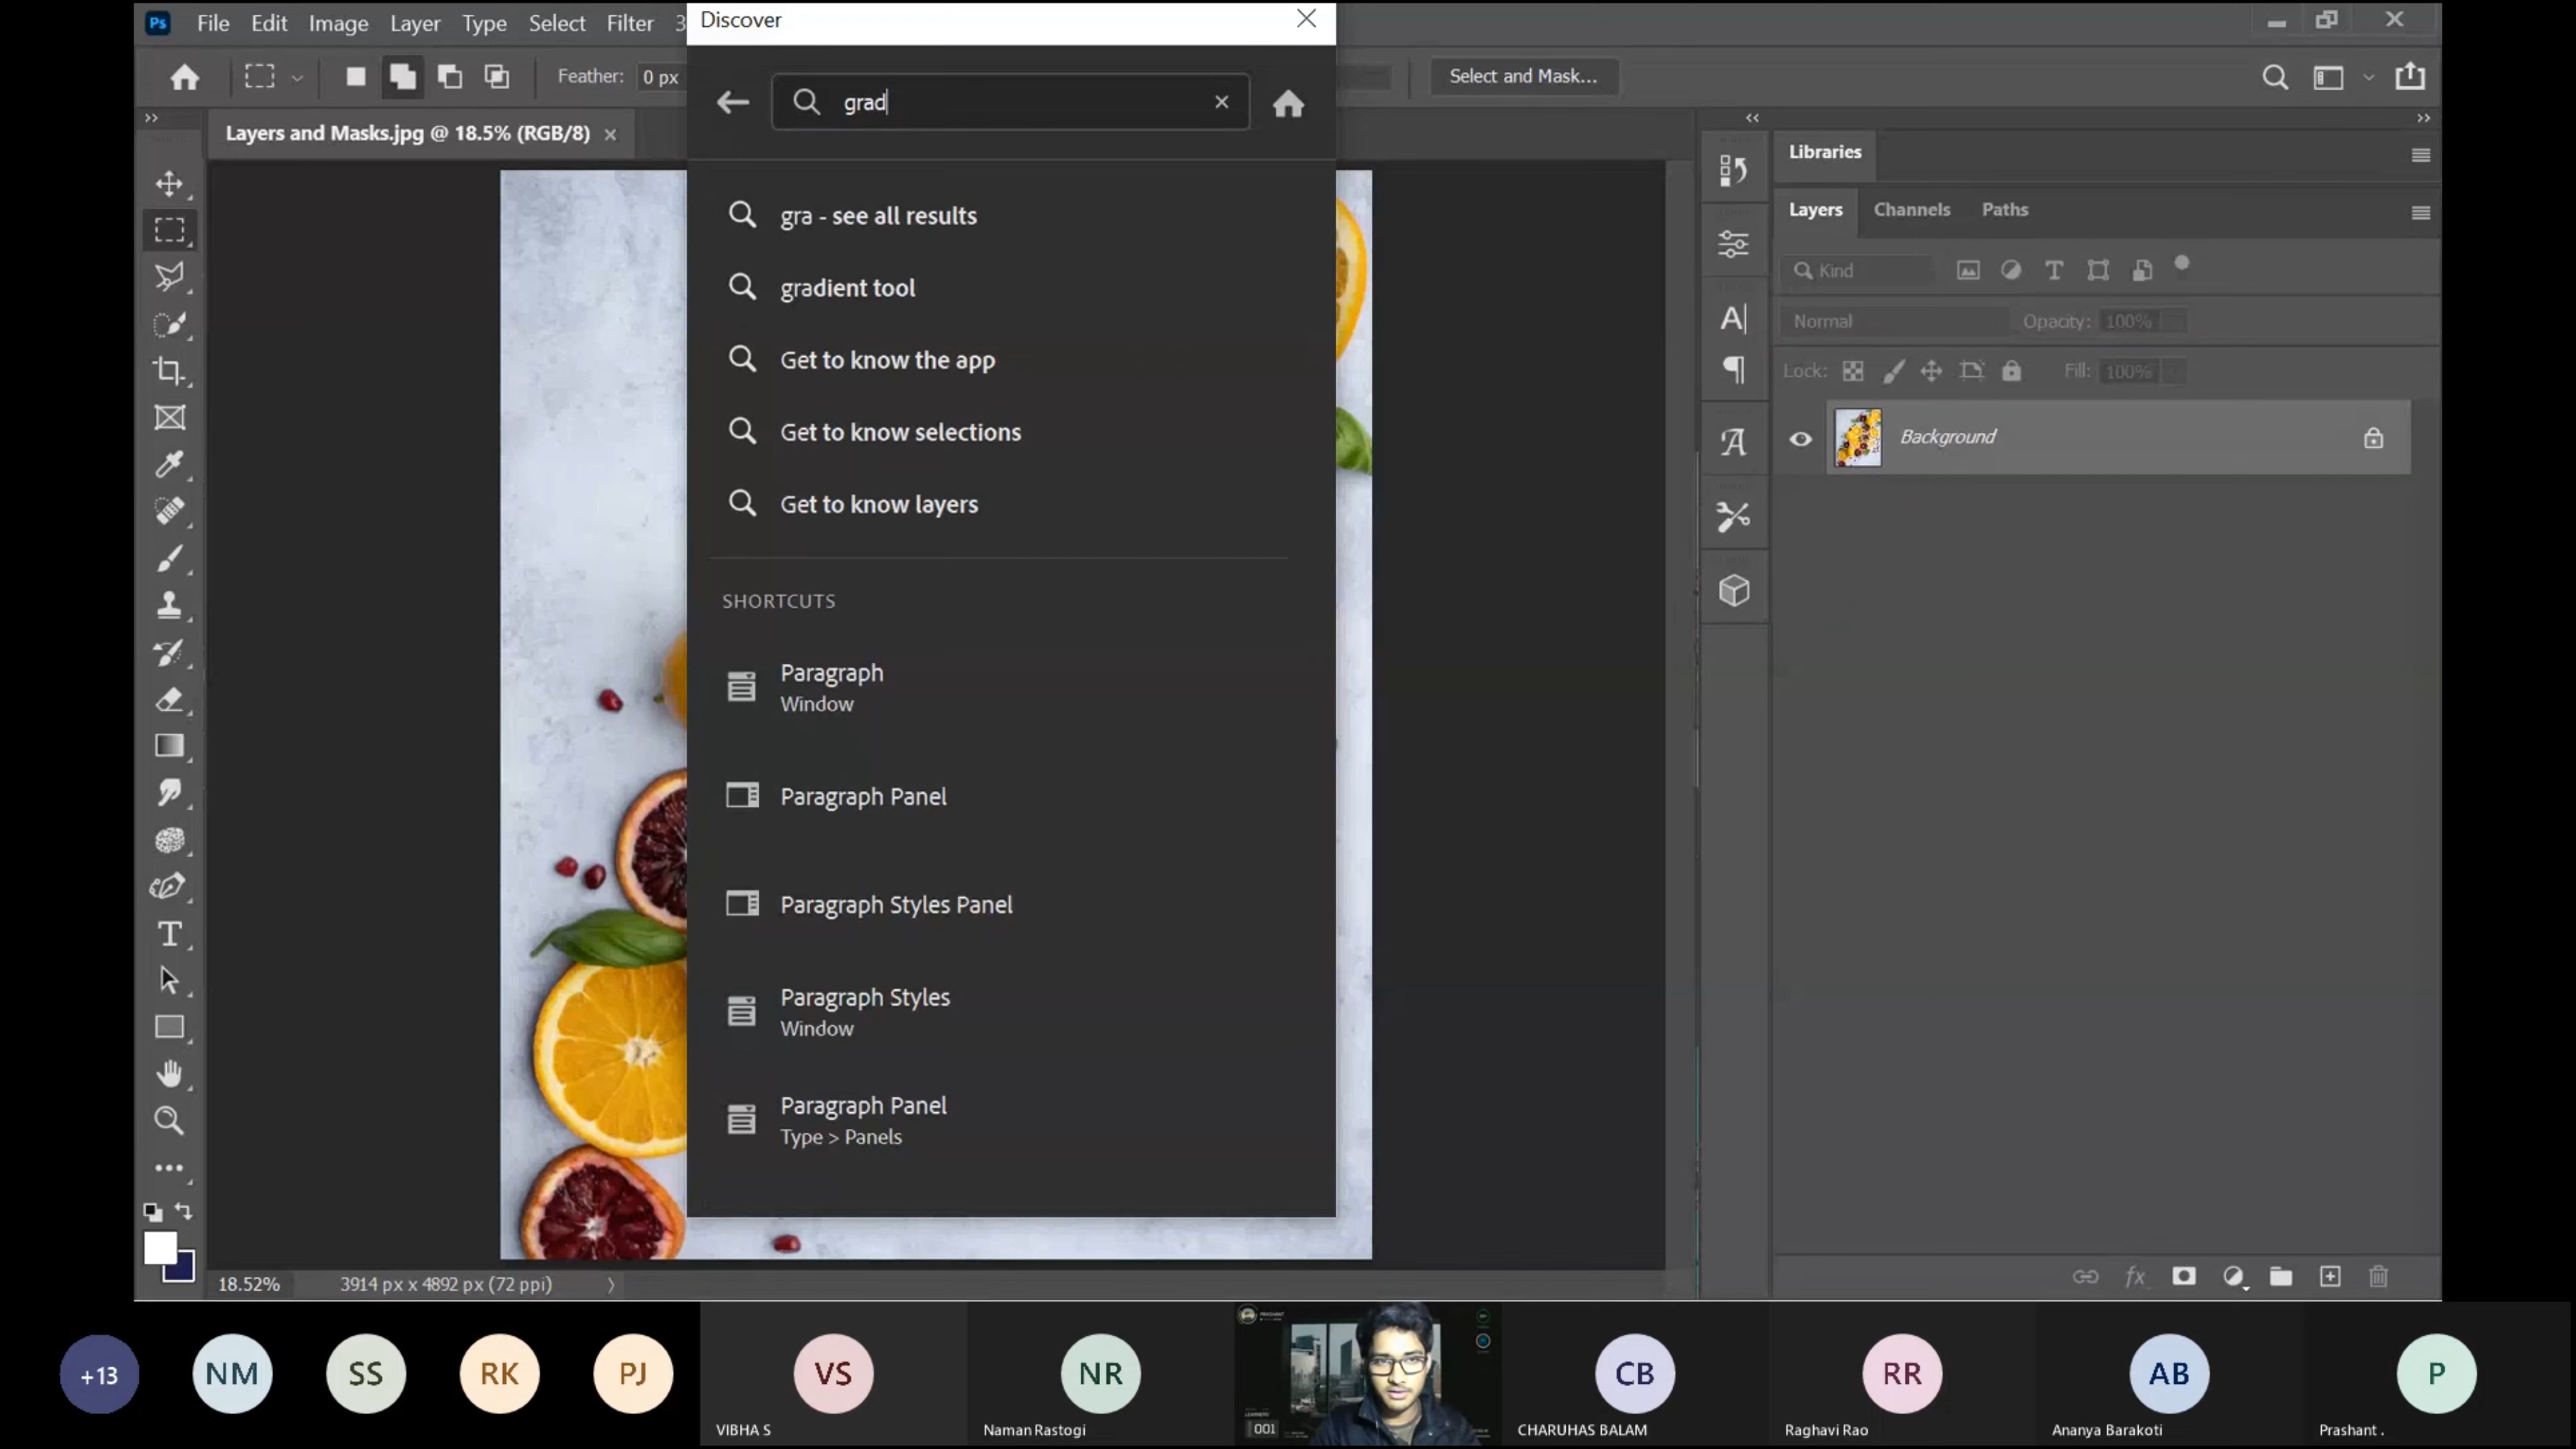 Ps File Edit Image Layer Type Select Filter 3
Discover
Feather: 0 px
Select and Mask...
grad
Layers and Masks.jpg @ 18.5% (RGB/8)
gra - see all results
gradient tool
Get to know the app
Get to know selections
Get to know layers
SHORTCUTS
Paragraph
Window
Paragraph Panel
Paragraph Styles Panel
Paragraph Styles
Window
Paragraph Panel
Type > Panels
Libraries
Layers Channels Paths
Kind
Normal Opacity: 100%
Lock: Fill: 100%
Background
18.52% 3914 px x 4892 px (72 ppi)
+13 NM SS RK PJ VS NR CB RR AB P
PRASHANT
001
VIBHA S Naman Rastogi CHARUHAS BALAM Raghavi Rao Ananya Barakoti Prashant .